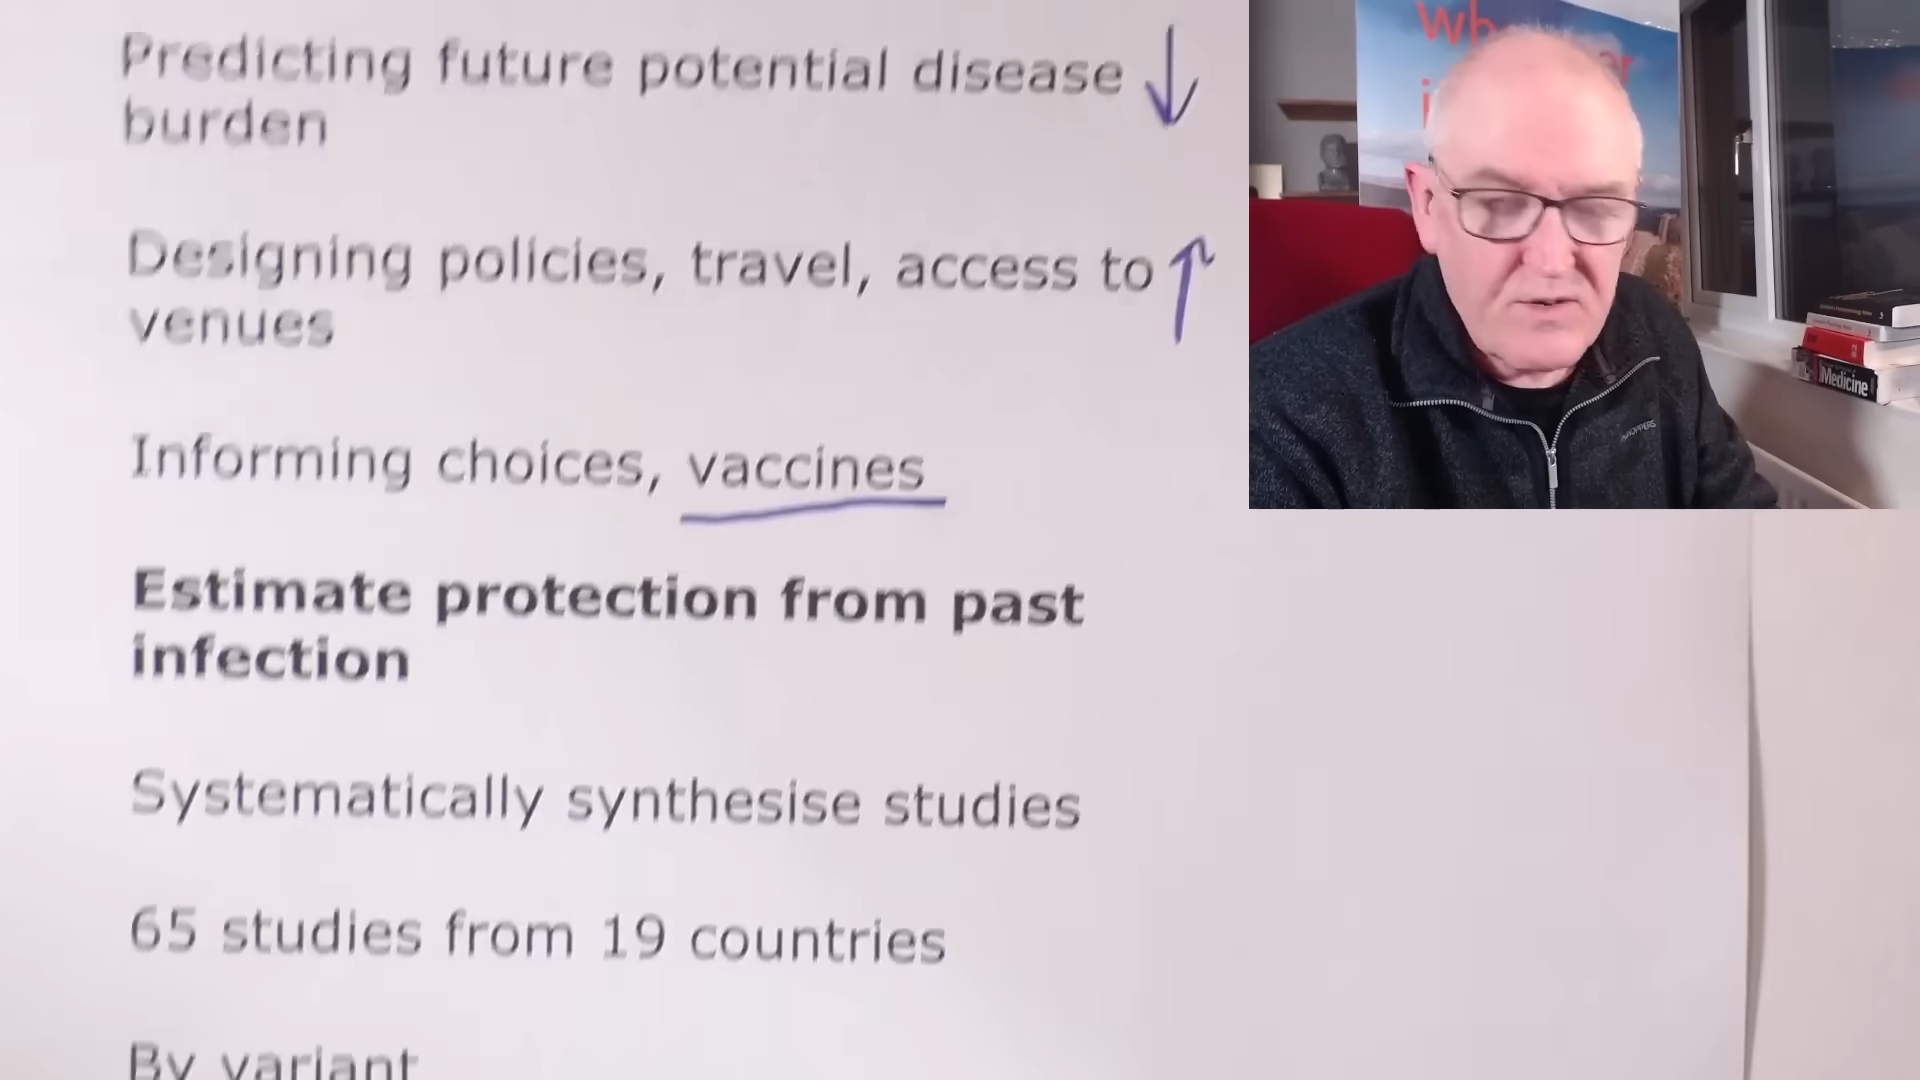 Predicting future potential disease
burden
Designing policies, travel, access to
venues
Informing choices, vaccines
Estimate protection from past
infection
Systematically synthesise studies
65 studies from 19 countries
By variant
Medicine